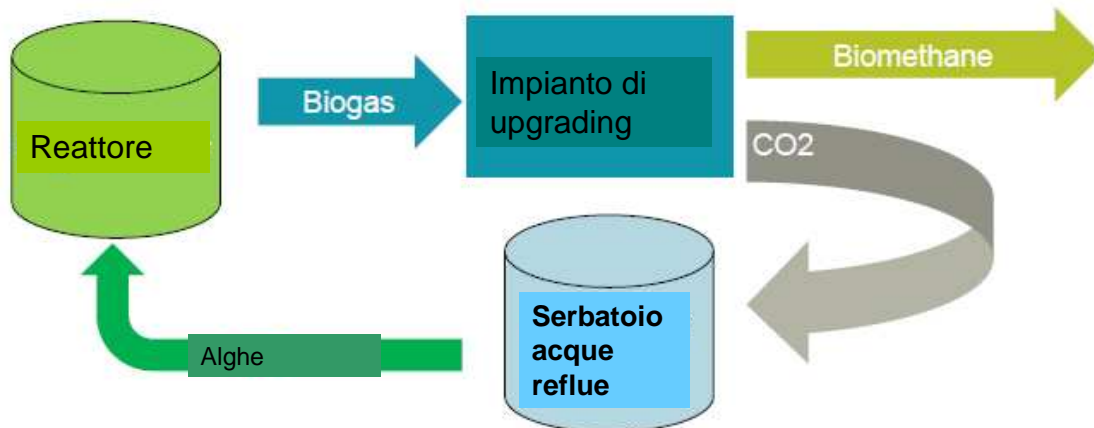 Reattore
Biogas
Impianto di
upgrading
Biomethane
CO2
Serbatoio
acque
reflue
Alghe